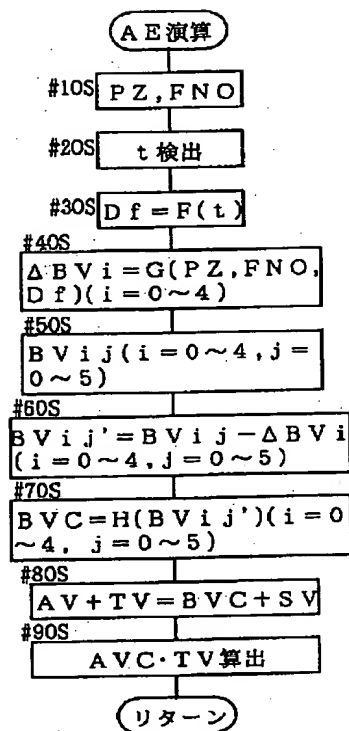 AE演算
#10S PZ,FNO
#20S t検出
#30S Df=F(t)
#40S
ΔBVi=G(PZ,FNO,
Df)(i=0~4)
#50S
BVij(i=0~4,j=
0~5)
#60S
BVij'=BVij-ΔBVi
(i=0~4,j=0~5)
#70S
BVC=H(BVij')(i=0
~4, j=0~5)
#80S
AV+TV=BVC+SV
#90S
AVC・TV算出
リターン